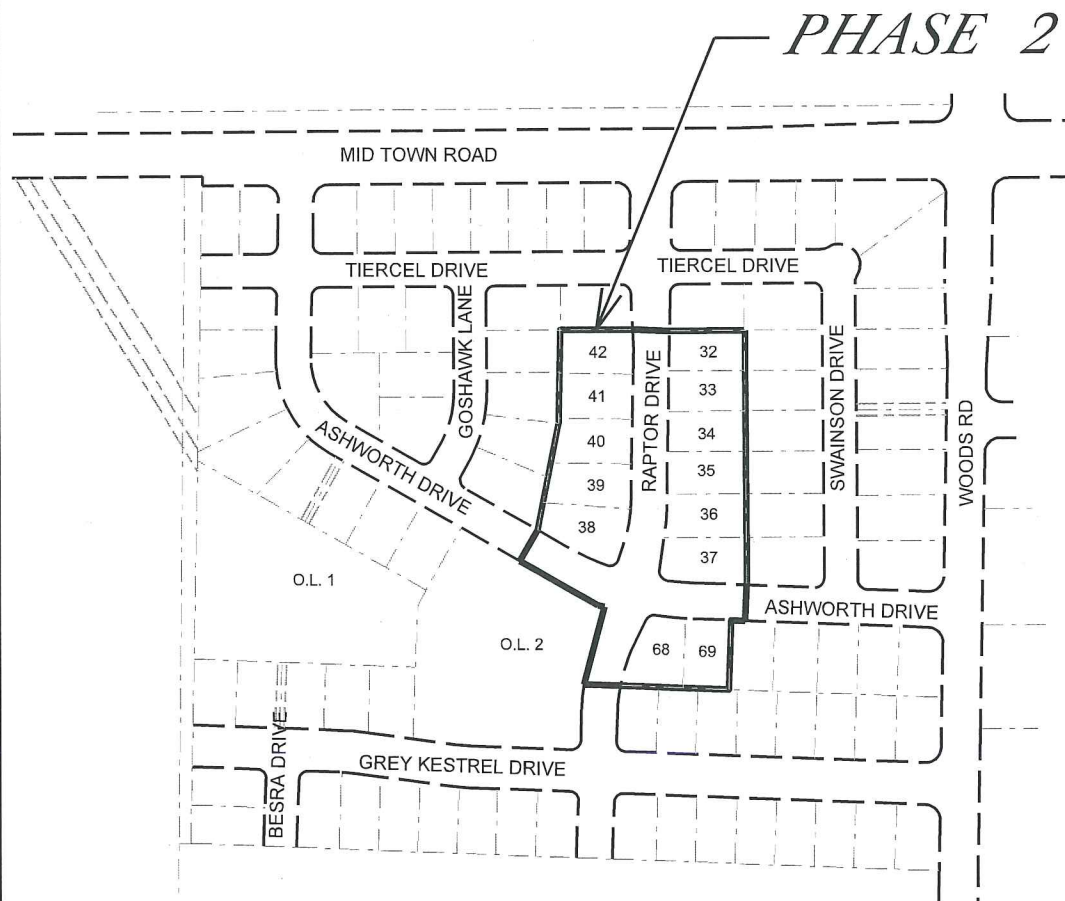 PHASE 2
MID TOWN ROAD
TIERCEL DRIVE
TIERCEL DRIVE
GOSHAWK LANE
RAPTOR DRIVE
SWAINSON DRIVE
WOODS RD
42
32
41
33
40
34
39
35
38
36
37
ASHWORTH DRIVE
ASHWORTH DRIVE
O.L. 1
O.L. 2
68
69
BESRA DRIVE
GREY KESTREL DRIVE